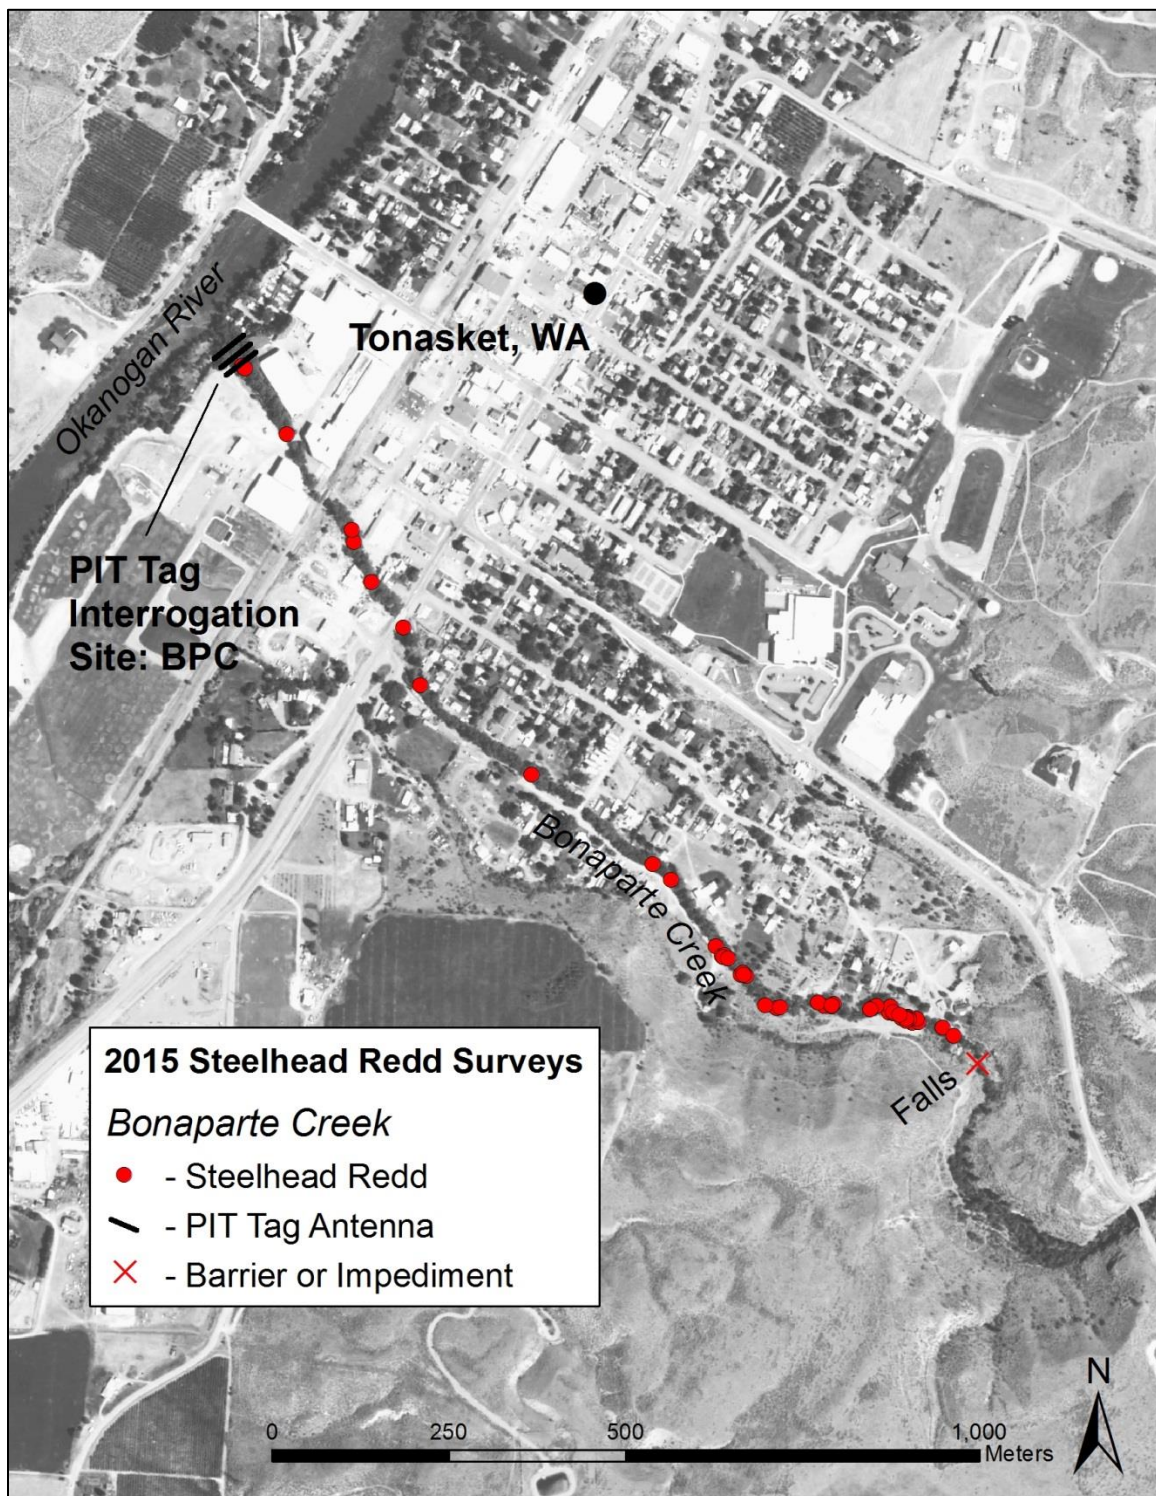 Okanogan River
Tonasket, WA
PIT Tag
Interrogation
Site: BPC
Bonaparte Creek
Falls
2015 Steelhead Redd Surveys
Bonaparte Creek
- Steelhead Redd
- PIT Tag Antenna
- Barrier or Impediment
N
0 250 500 1,000
Meters